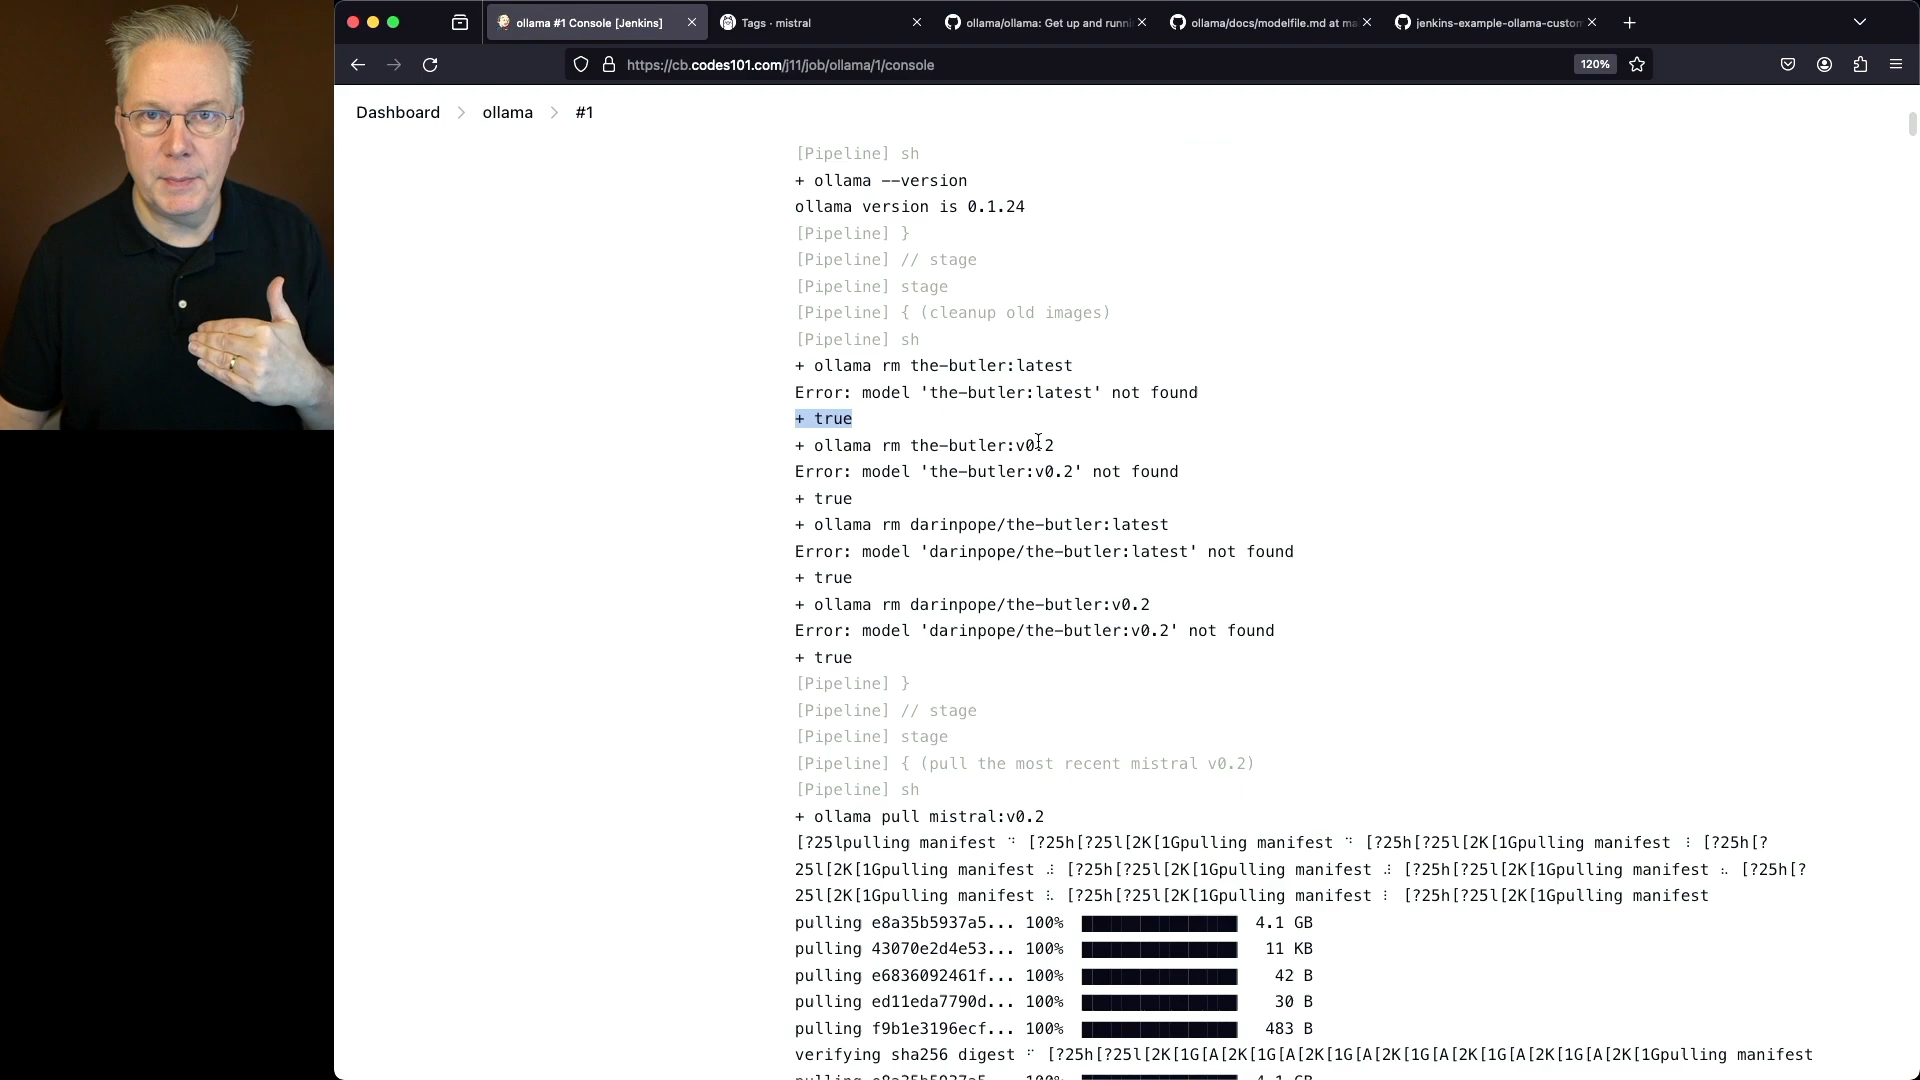 ollama #1 Console [Jenkins]
Tags · mistral
ollama/ollama: Get up and runni
ollama/docs/modelfile.md at ma
jenkins-example-ollama-custom
https://cb.codes101.com/j11/job/ollama/1/console
120%
Dashboard
ollama
#1
[Pipeline] sh
+ ollama --version
ollama version is 0.1.24
[Pipeline] }
[Pipeline] // stage
[Pipeline] stage
[Pipeline] { (cleanup old images)
[Pipeline] sh
+ ollama rm the-butler:latest
Error: model 'the-butler:latest' not found
+ true
+ ollama rm the-butler:v0.2
Error: model 'the-butler:v0.2' not found
+ true
+ ollama rm darinpope/the-butler:latest
Error: model 'darinpope/the-butler:latest' not found
+ true
+ ollama rm darinpope/the-butler:v0.2
Error: model 'darinpope/the-butler:v0.2' not found
+ true
[Pipeline] }
[Pipeline] // stage
[Pipeline] stage
[Pipeline] { (pull the most recent mistral v0.2)
[Pipeline] sh
+ ollama pull mistral:v0.2
[?25lpulling manifest [?25h[?25l[2K[1Gpulling manifest [?25h[?25l[2K[1Gpulling manifest [?25h[?
25l[2K[1Gpulling manifest [?25h[?25l[2K[1Gpulling manifest [?25h[?25l[2K[1Gpulling manifest [?25h[?
25l[2K[1Gpulling manifest [?25h[?25l[2K[1Gpulling manifest [?25h[?25l[2K[1Gpulling manifest
pulling e8a35b5937a5... 100% 4.1 GB
pulling 43070e2d4e53... 100% 11 KB
pulling e6836092461f... 100% 42 B
pulling ed11eda7790d... 100% 30 B
pulling f9b1e3196ecf... 100% 483 B
verifying sha256 digest [?25h[?25l[2K[1G[A[2K[1G[A[2K[1G[A[2K[1G[A[2K[1G[A[2K[1G[A[2K[1Gpulling manifest
pulling e8a35b5937a5... 100% 4.1 GB